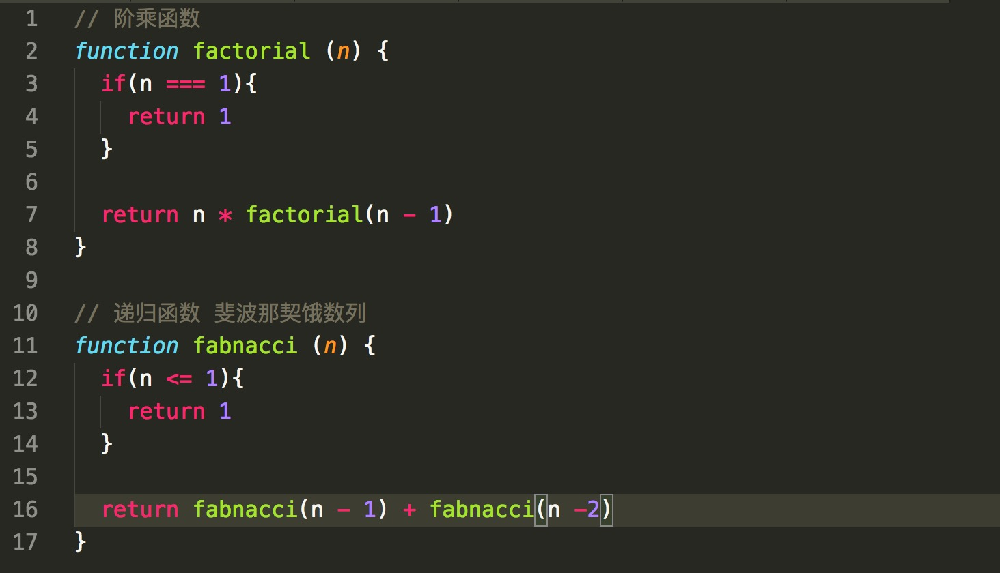 1 // 阶乘函数
2 function factorial (n) {
3 if(n === 1){
4 return 1
5 }
6
7 return n * factorial(n - 1)
8 }
9
10 // 递归函数 斐波那契饿数列
11 function fabnacci (n) {
12 if(n <= 1){
13 return 1
14 }
15
16 return fabnacci(n - 1) + fabnacci(n -2)
17 }